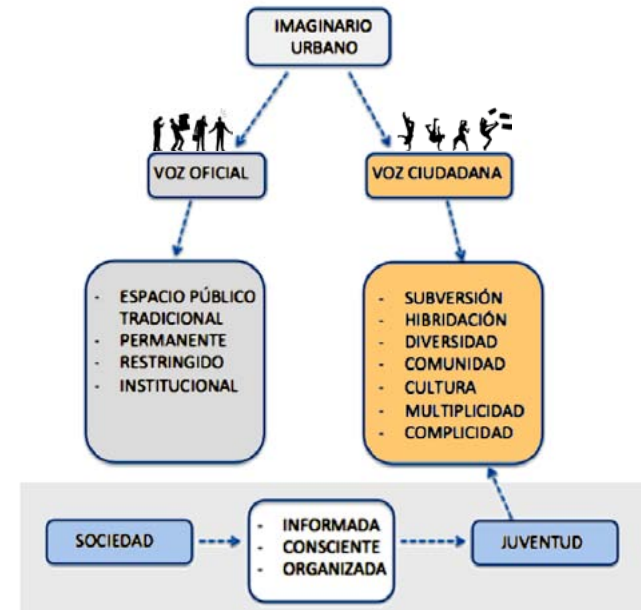 IMAGINARIO
URBANO
VOZ OFICIAL
VOZ CIUDADANA
- ESPACIO PÚBLICO
TRADICIONAL
- PERMANENTE
- RESTRINGIDO
- INSTITUCIONAL
- SUBVERSIÓN
- HIBRIDACIÓN
- DIVERSIDAD
- COMUNIDAD
- CULTURA
- MULTIPLICIDAD
- COMPLICIDAD
SOCIEDAD
- INFORMADA
- CONSCIENTE
- ORGANIZADA
JUVENTUD